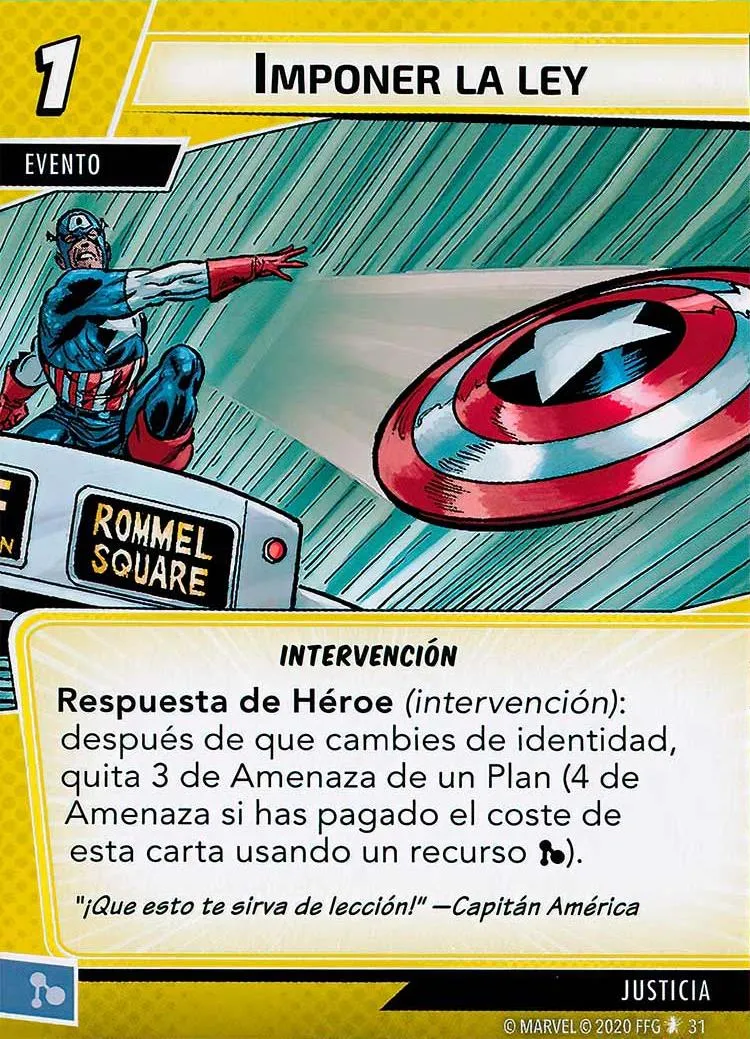 1
IMPONER LA LEY
EVENTO
ROMMEL
SQUARE
INTERVENCIÓN
Respuesta de Héroe (intervención):
después de que cambies de identidad,
quita 3 de Amenaza de un Plan (4 de
Amenaza si has pagado el coste de
esta carta usando un recurso ).
"¡Que esto te sirva de lección!" —Capitán América
JUSTICIA
© MARVEL © 2020 FFG 31